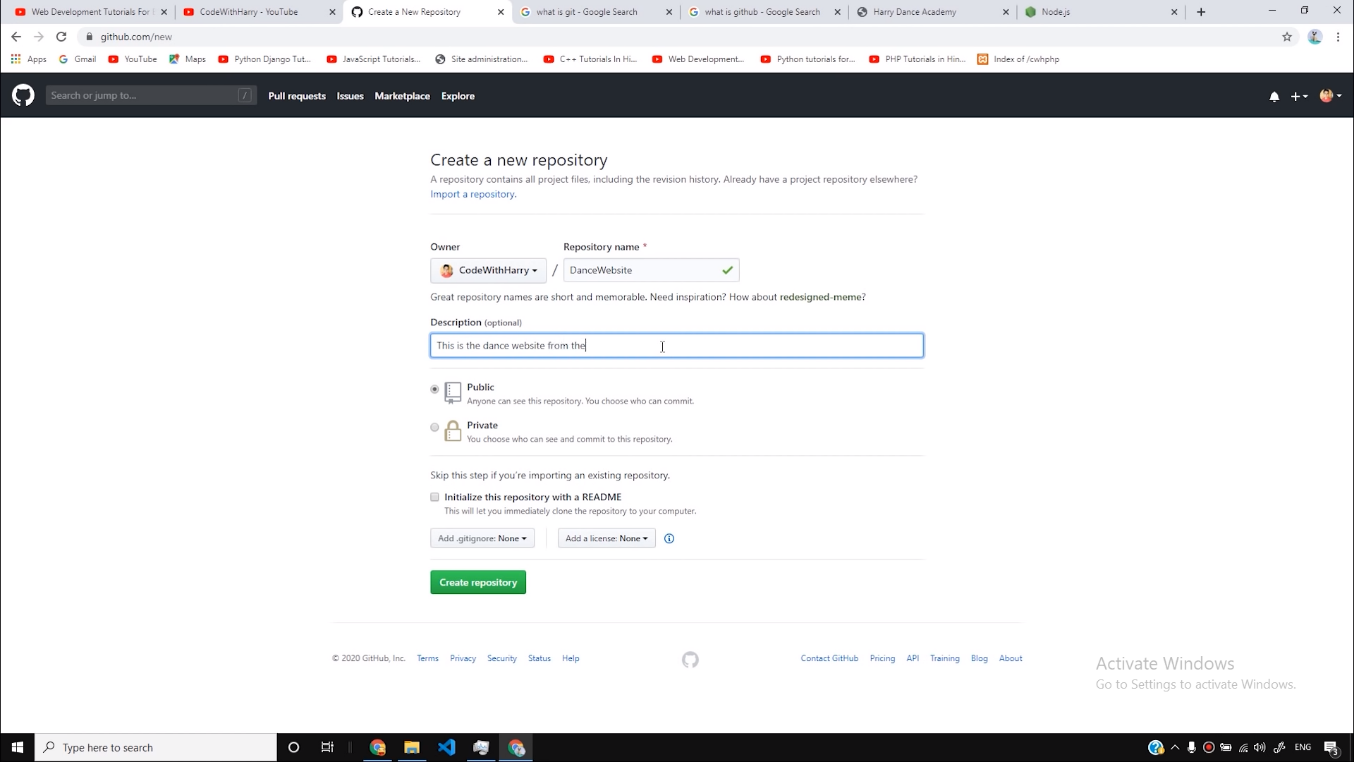 Web Development Tutorials For
CodeWithHarry - YouTube
Create a New Repository
what is git - Google Search
what is github - Google Search
Harry Dance Academy
Node.js
github.com/new
Apps
Gmail
YouTube
Maps
Python Django Tut...
JavaScript Tutorials...
Site administration...
C++ Tutorials In Hi...
Web Development...
Python tutorials for...
PHP Tutorials in Hin...
Index of /cwhphp
Search or jump to... /
Pull requests Issues Marketplace Explore
Create a new repository
A repository contains all project files, including the revision history. Already have a project repository elsewhere?
Import a repository.
Owner
Repository name *
CodeWithHarry / DanceWebsite
Great repository names are short and memorable. Need inspiration? How about redesigned-meme?
Description (optional)
This is the dance website from the
Public
Anyone can see this repository. You choose who can commit.
Private
You choose who can see and commit to this repository.
Skip this step if you're importing an existing repository.
Initialize this repository with a README
This will let you immediately clone the repository to your computer.
Add .gitignore: None
Add a license: None
Create repository
© 2020 GitHub, Inc. Terms Privacy Security Status Help
Contact GitHub Pricing API Training Blog About
Activate Windows
Go to Settings to activate Windows.
Type here to search
ENG
3